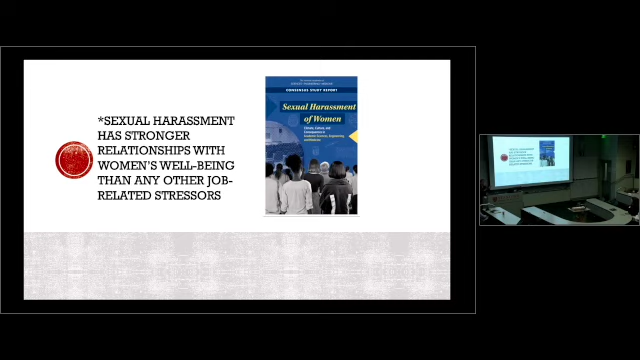 *SEXUAL HARASSMENT
HAS STRONGER
RELATIONSHIPS WITH
WOMEN'S WELL-BEING
THAN ANY OTHER JOB-
RELATED STRESSORS
CONSENSUS STUDY REPORT
Sexual Harassment
of Women
Climate, Culture, and
Consequences in
Academic Sciences, Engineering,
and Medicine